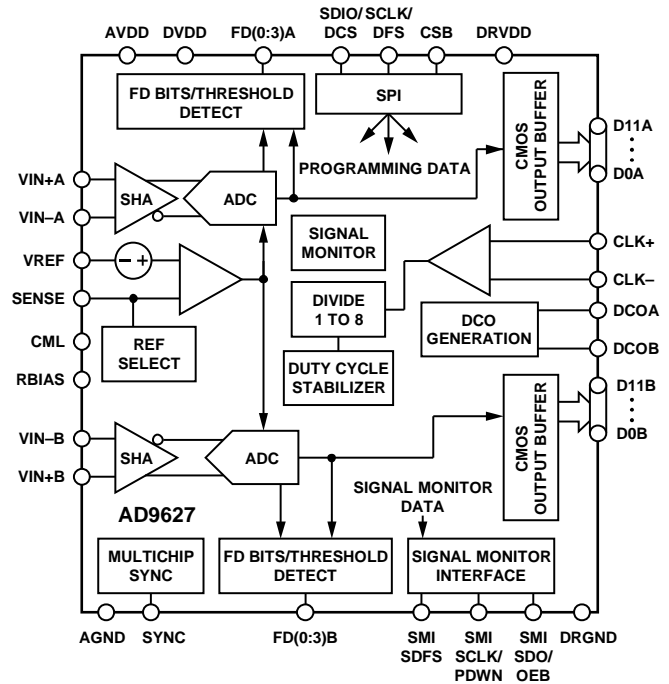 SDIO/ SCLK/
AVDD DVDD FD(0:3)A DCS DFS CSB DRVDD
FD BITS/THRESHOLD
DETECT
SPI
PROGRAMMING DATA
CMOS
OUTPUT BUFFER
D11A
D0A
VIN+A
SHA
ADC
VIN–A
SIGNAL
MONITOR
CLK+
VREF
– +
CLK–
SENSE
DIVIDE
1 TO 8
DCO
GENERATION
DCOA
REF
SELECT
CML
DUTY CYCLE
STABILIZER
DCOB
RBIAS
D11B
CMOS
OUTPUT BUFFER
D0B
VIN–B
SHA
ADC
VIN+B
SIGNAL MONITOR
DATA
AD9627
MULTICHIP
SYNC
FD BITS/THRESHOLD
DETECT
SIGNAL MONITOR
INTERFACE
AGND SYNC FD(0:3)B SMI SMI SMI DRGND
SDFS SCLK/ SDO/
PDWN OEB